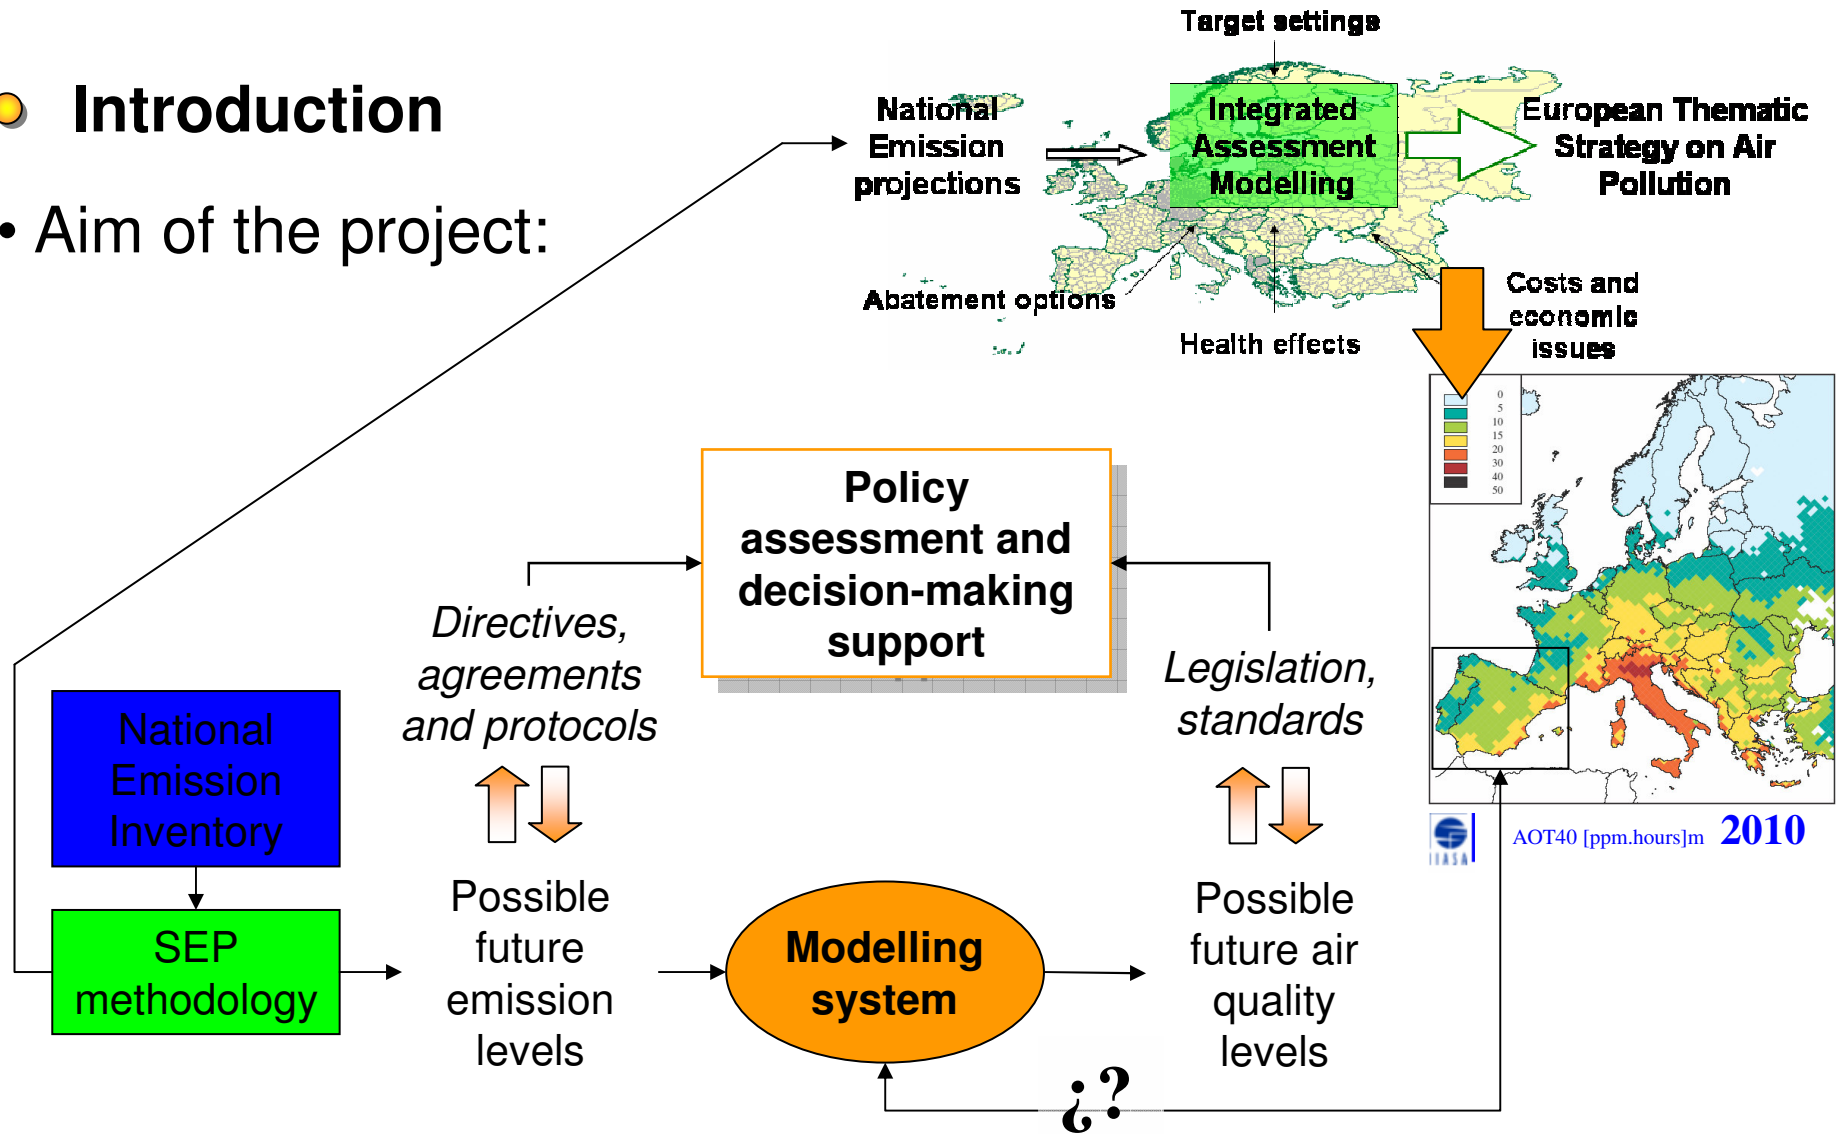 Introduction
• Aim of the project:
Target settings
National
Emission
projections
Integrated
Assessment
Modelling
European Thematic
Strategy on Air
Pollution
Abatement options
Health effects
Costs and
economic
issues
0
5
10
15
20
30
40
50
Policy
assessment and
decision-making
support
Directives,
agreements
and protocols
Legislation,
standards
National
Emission
Inventory
SEP
methodology
Possible
future
emission
levels
Modelling
system
Possible
future air
quality
levels
IIASA
AOT40 [ppm.hours]m 2010
¿?